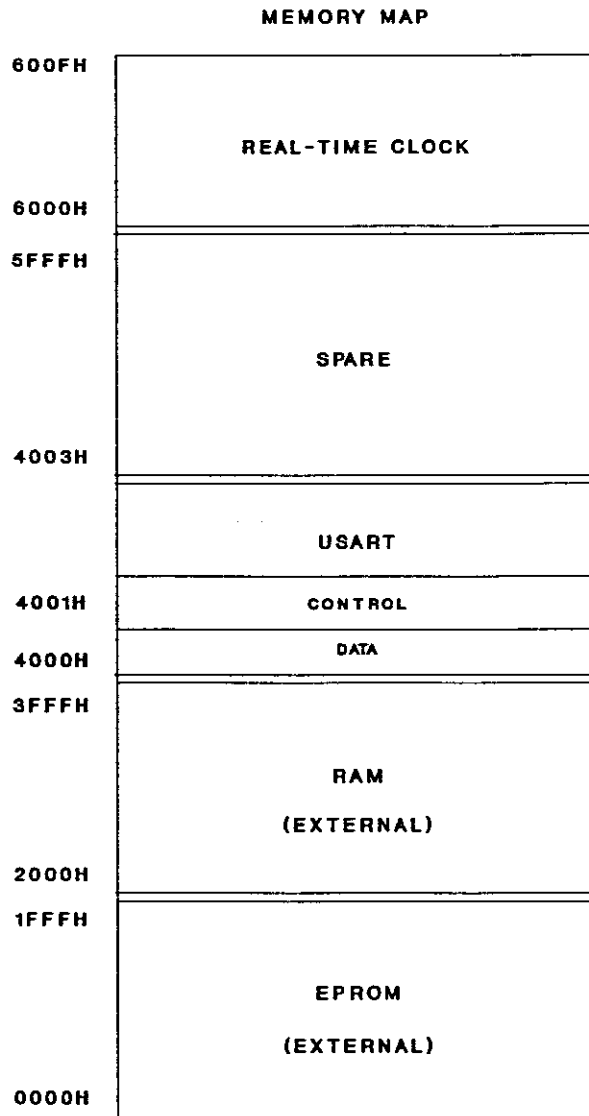 MEMORY MAP
600FH
REAL-TIME CLOCK
6000H
5FFFH
SPARE
4003H
USART
4001H CONTROL
4000H DATA
3FFFH
RAM
(EXTERNAL)
2000H
1FFFH
EPROM
(EXTERNAL)
0000H